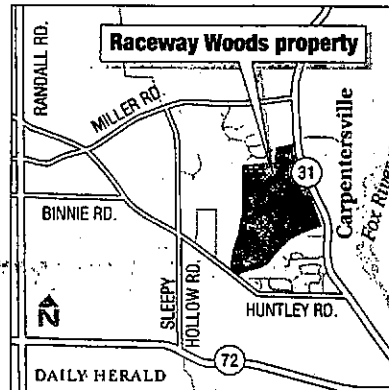 Raceway Woods property
RANDALL RD.
MILLER RD.
31
Carpentersville
Fox River
BINNIE RD.
SLEEPY
HOLLOW RD.
HUNTLEY RD.
N
72
DAILY HERALD